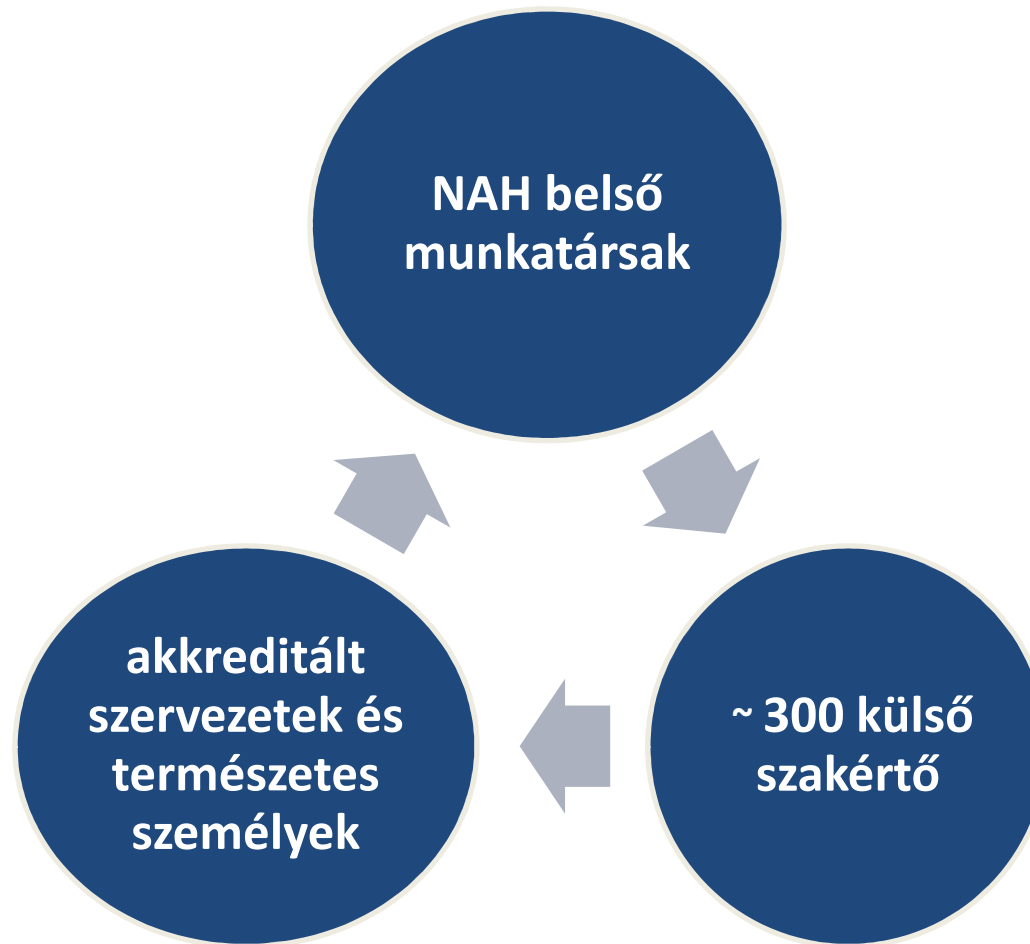 NAH belső
munkatársak
akkreditált
szervezetek és
természetes
személyek
~ 300 külső
szakértő